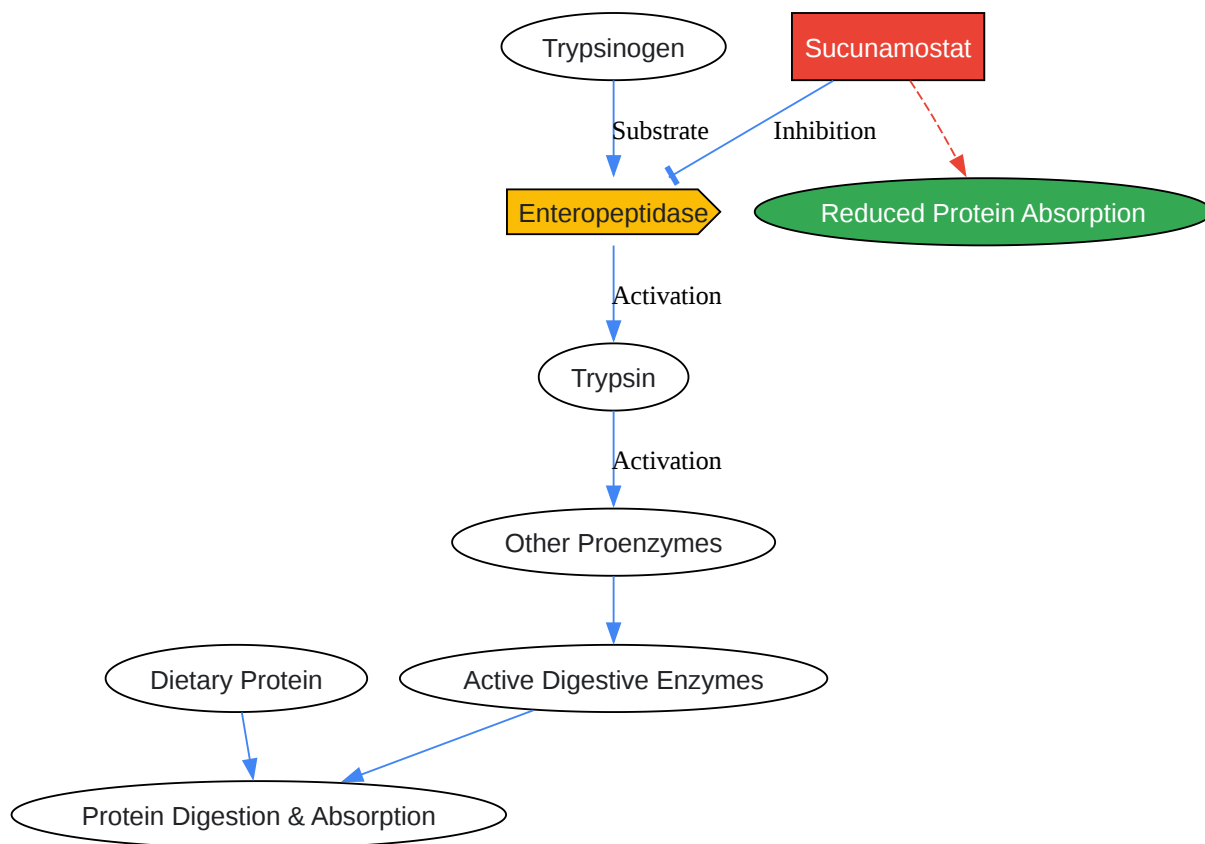 Trypsinogen
Sucunamostat
Substrate
Inhibition
Enteropeptidase
Reduced Protein Absorption
Activation
Trypsin
Activation
Other Proenzymes
Dietary Protein
Active Digestive Enzymes
Protein Digestion & Absorption